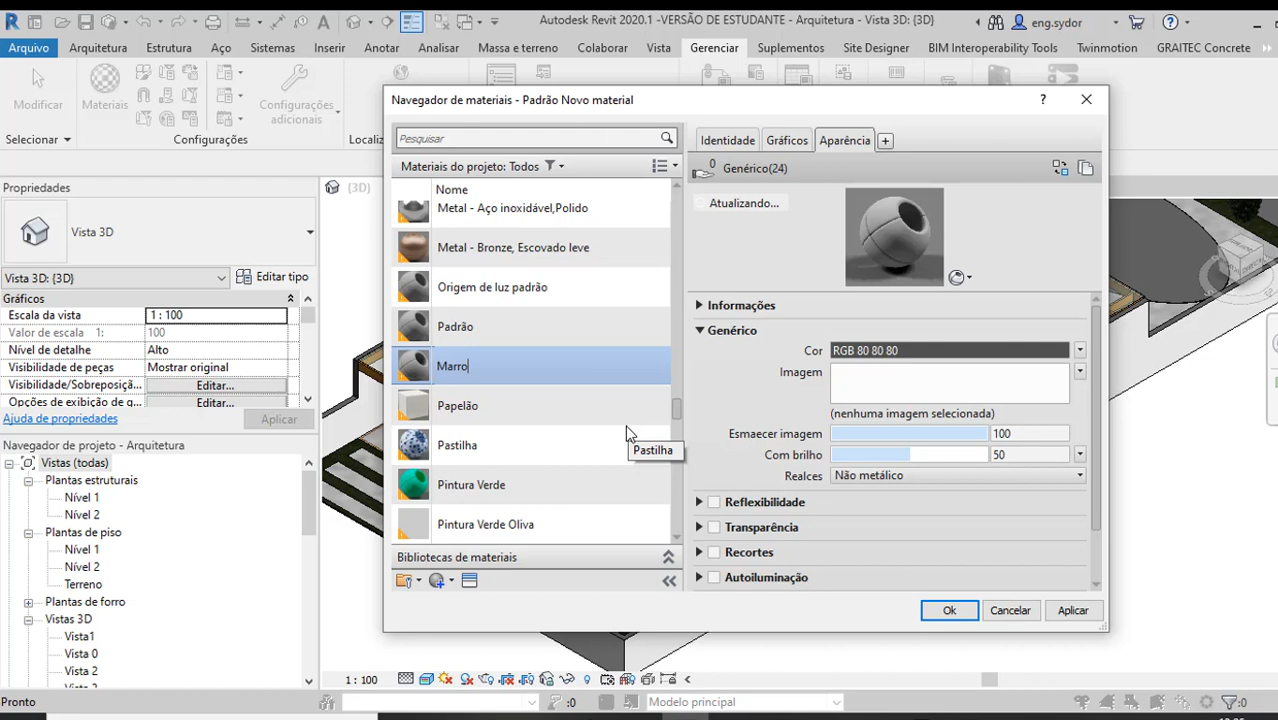 Autodesk Revit 2020.1 -VERSÃO DE ESTUDANTE - Arquitetura - Vista 3D: {3D}
eng.sydor
Arquivo Arquitetura Estrutura Aço Sistemas Inserir Anotar Analisar Massa e terreno Colaborar Vista Gerenciar Suplementos Site Designer BIM Interoperability Tools Twinmotion GRAITEC Concrete
Modificar
Materiais
Configurações
adicionais
Selecionar
Configurações
Localiz
Propriedades
Vista 3D
Vista 3D: {3D}
Editar tipo
Gráficos
Escala da vista 1 : 100
Valor de escala 1: 100
Nível de detalhe Alto
Visibilidade de peças Mostrar original
Visibilidade/Sobreposiçã... Editar...
Opções de exibição de g... Editar...
Ajuda de propriedades
Aplicar
Navegador de projeto - Arquitetura
Vistas (todas)
Plantas estruturais
Nível 1
Nível 2
Plantas de piso
Nível 1
Nível 2
Terreno
Plantas de forro
Vistas 3D
Vista1
Vista 0
Vista 2
{3D}
Navegador de materiais - Padrão Novo material
?
Pesquisar
Materiais do projeto: Todos
Nome
Metal - Aço inoxidável,Polido
Metal - Bronze, Escovado leve
Origem de luz padrão
Padrão
Marro
Papelão
Pastilha
Pastilha
Pintura Verde
Pintura Verde Oliva
Bibliotecas de materiais
Identidade Gráficos Aparência
0
Genérico(24)
Atualizando...
Informações
Genérico
Cor RGB 80 80 80
Imagem
(nenhuma imagem selecionada)
Esmaecer imagem 100
Com brilho 50
Realces Não metálico
Reflexibilidade
Transparência
Recortes
Autoiluminação
Ok Cancelar Aplicar
1 : 100
Pronto
:0
Modelo principal
:0